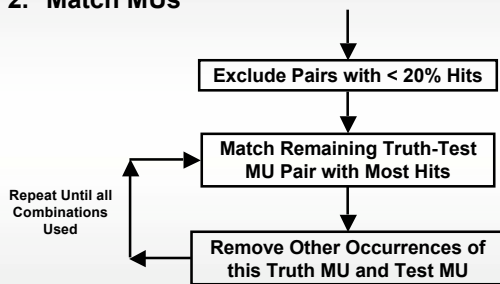 2. Match MUs
Exclude Pairs with < 20% Hits
Match Remaining Truth-Test
MU Pair with Most Hits
Repeat Until all
Combinations
Used
Remove Other Occurrences of
this Truth MU and Test MU